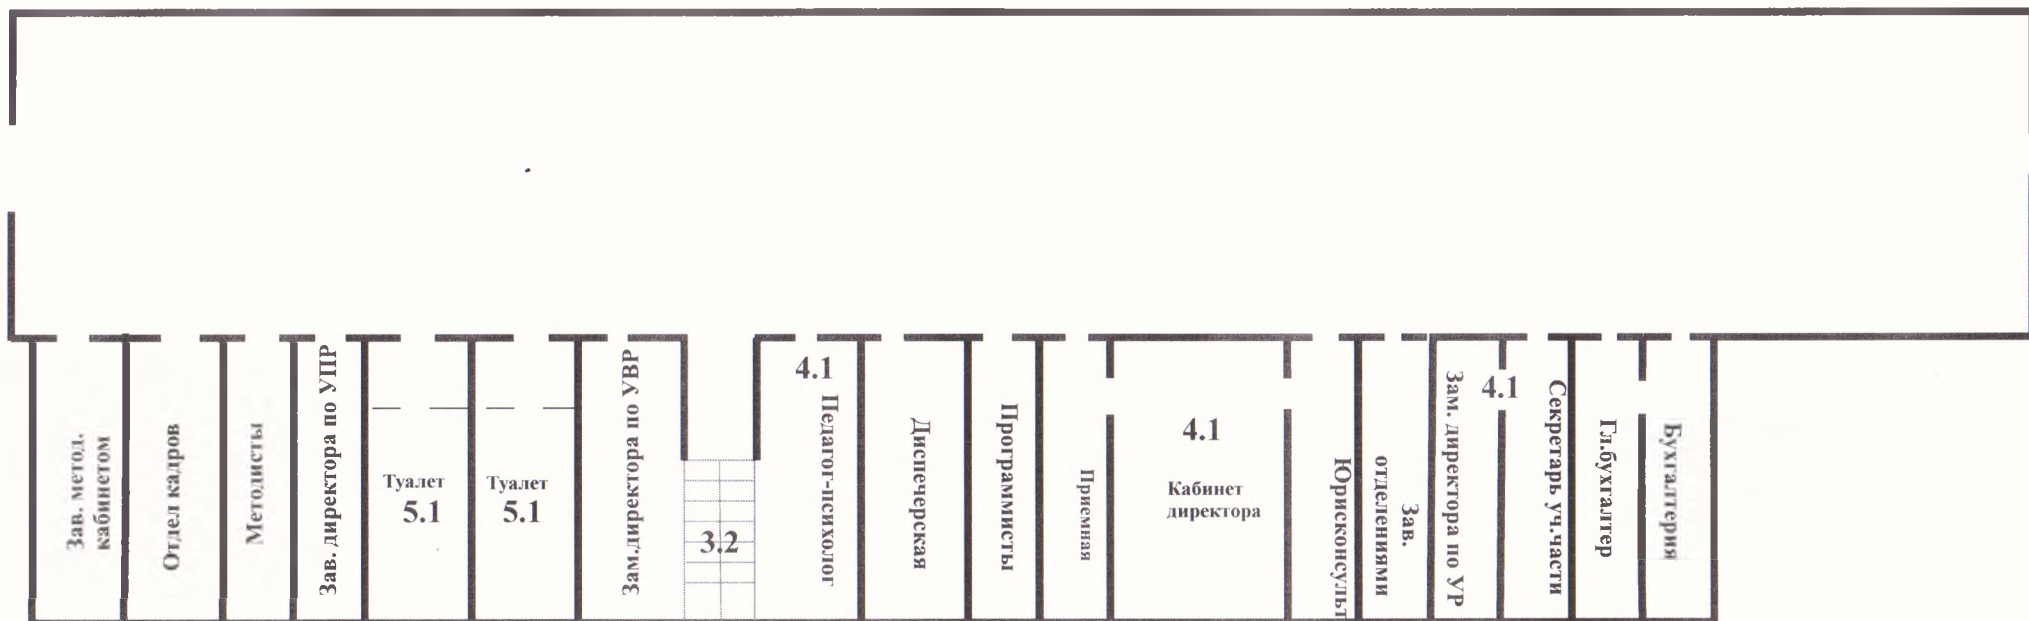 Зав. метод.
кабинетом
Отдел кадров
Методисты
Зав. директора по УПР
Туалет
5.1
Туалет
5.1
Зам.директора по УВР
3.2
4.1
Педагог-психолог
Диспечерская
Программисты
Приемная
4.1
Кабинет
директора
Юрисконсульт
Зав.
отделениями
Зам. директора по УР
4.1
Секретарь уч.части
Гл.бухгалтер
Бухгалтерия